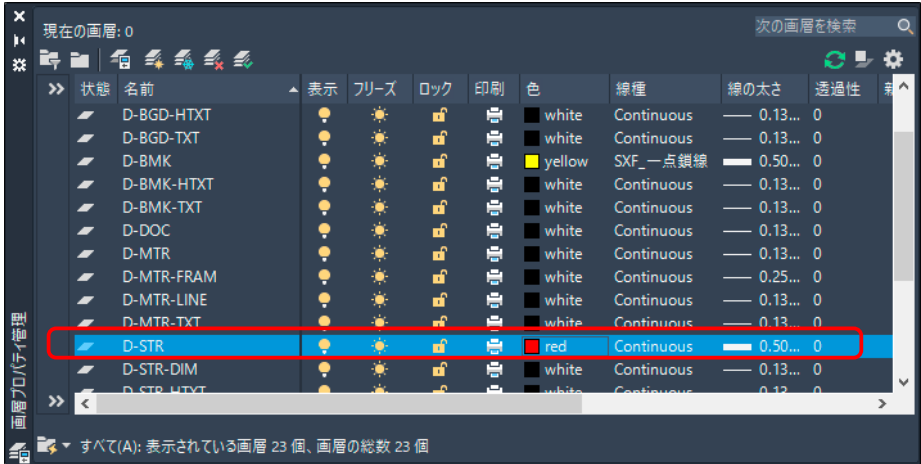 現在の画層: 0
次の画層を検索
状態 名前 表示 フリーズ ロック 印刷 色 線種 線の太さ 透過性 新
D-BGD-HTXT white Continuous 0.13... 0
D-BGD-TXT white Continuous 0.13... 0
D-BMK yellow SXF_一点鎖線 0.50... 0
D-BMK-HTXT white Continuous 0.13... 0
D-BMK-TXT white Continuous 0.13... 0
D-DOC white Continuous 0.13... 0
D-MTR white Continuous 0.13... 0
D-MTR-FRAM white Continuous 0.25... 0
D-MTR-LINE white Continuous 0.13... 0
D-MTR-TXT white Continuous 0.13... 0
D-STR red Continuous 0.50... 0
D-STR-DIM white Continuous 0.13... 0
D-STR-HTXT white Continuous 0.13... 0
画層プロパティ管理
すべて(A): 表示されている画層 23 個、画層の総数 23 個